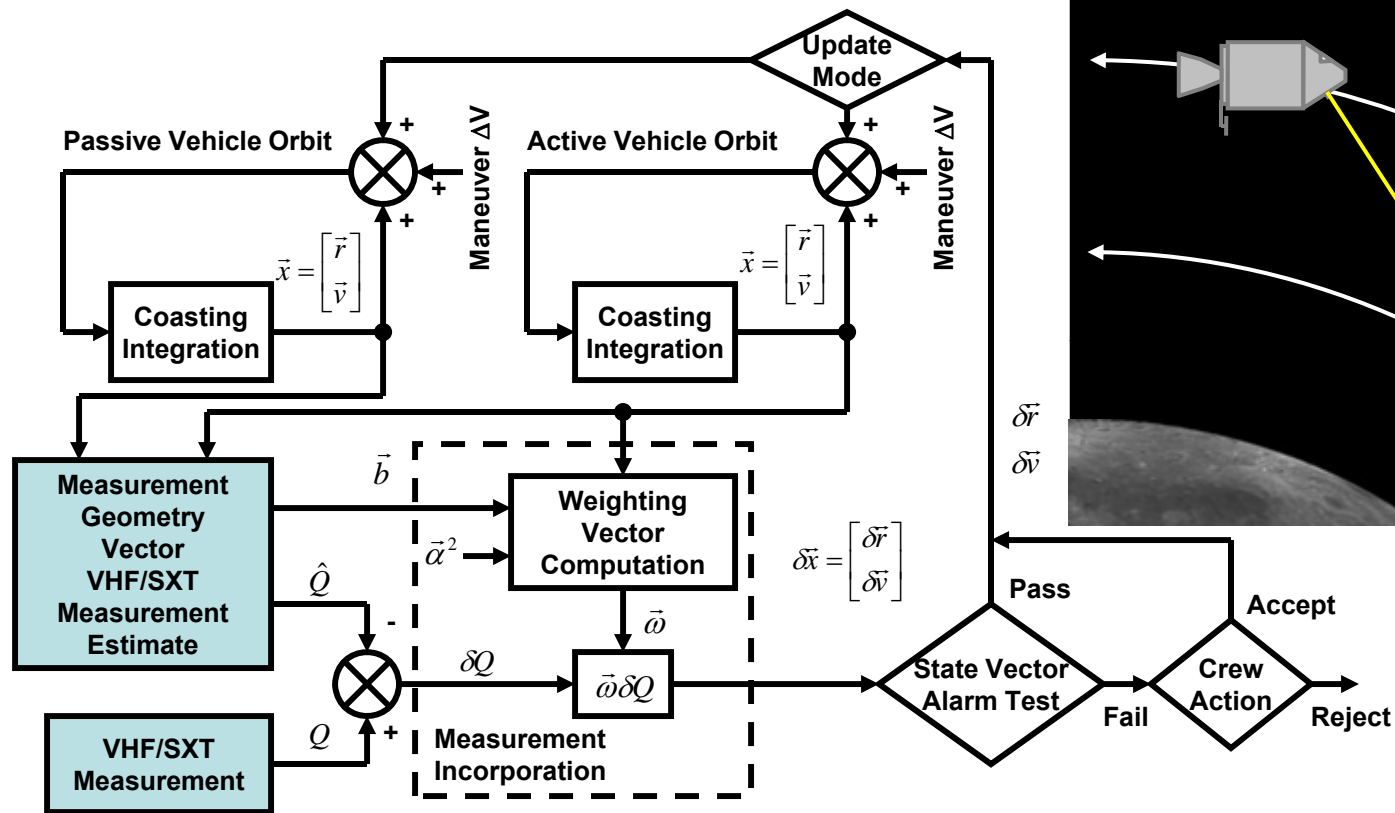 Update
Mode
+
+
Maneuver ΔV
+
+
Passive Vehicle Orbit
x⃗ = [r⃗
v⃗]
Coasting
Integration
+
+
Maneuver ΔV
Active Vehicle Orbit
x⃗ = [r⃗
v⃗]
Coasting
Integration
Measurement
Geometry
Vector
VHF/SXT
Measurement
Estimate
b⃗
Q̂
α⃗²
Weighting
Vector
Computation
ω⃗
-
+
δQ
ω⃗δQ
Q
VHF/SXT
Measurement
Measurement
Incorporation
δr⃗
δv⃗
δx⃗ = [δr⃗
δv⃗]
Pass
State Vector
Alarm Test
Fail
Accept
Crew
Action
Reject